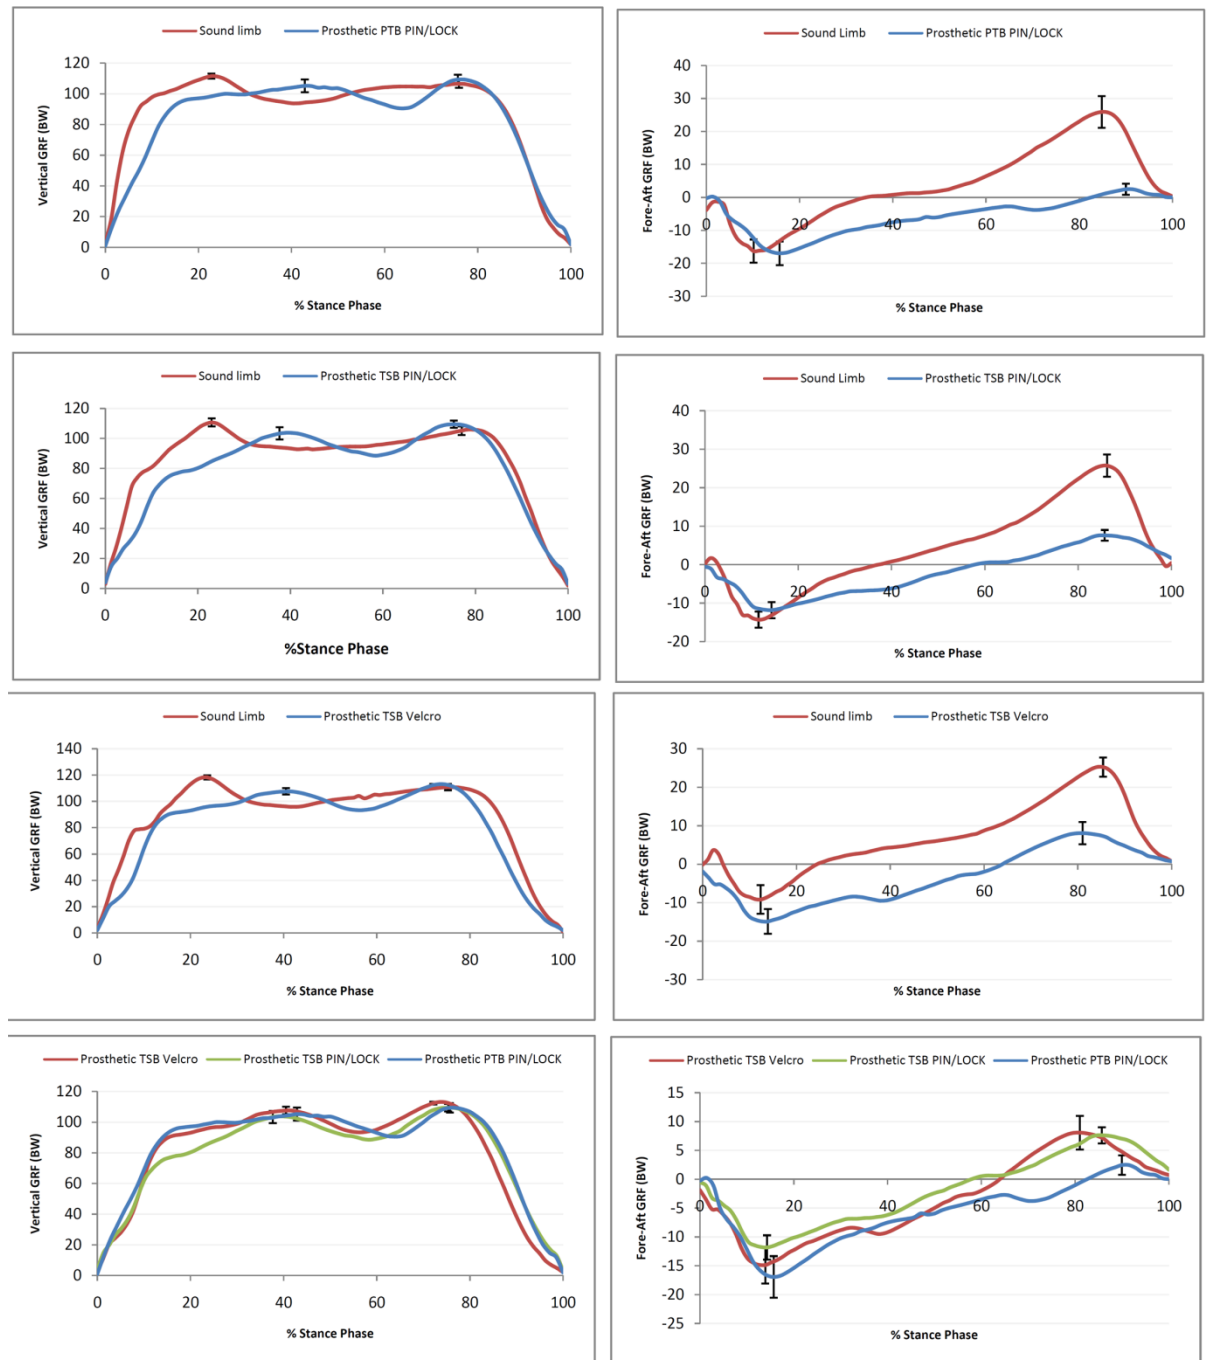 Sound limb Prosthetic PTB PIN/LOCK
Vertical GRF (BW)
120
100
80
60
40
20
0
0 20 40 60 80 100
% Stance Phase
Sound Limb Prosthetic PTB PIN/LOCK
Fore-Aft GRF (BW)
40
30
20
10
0
-10
-20
-30
0 20 40 60 80 100
% Stance Phase
Sound limb Prosthetic TSB PIN/LOCK
Vertical GRF (BW)
120
100
80
60
40
20
0
0 20 40 60 80 100
%Stance Phase
Sound Limb Prosthetic TSB PIN/LOCK
Fore-Aft GRF (BW)
40
30
20
10
0
-10
-20
0 20 40 60 80 100
% Stance Phase
Sound Limb Prosthetic TSB Velcro
Vertical GRF (BW)
140
120
100
80
60
40
20
0
0 20 40 60 80 100
% Stance Phase
Sound limb Prosthetic TSB Velcro
Fore-Aft GRF (BW)
30
20
10
0
-10
-20
-30
0 20 40 60 80 100
% Stance Phase
Prosthetic TSB Velcro Prosthetic TSB PIN/LOCK Prosthetic PTB PIN/LOCK
Vertical GRF (BW)
120
100
80
60
40
20
0
0 20 40 60 80 100
% Stance Phase
Prosthetic TSB Velcro Prosthetic TSB PIN/LOCK Prosthetic PTB PIN/LOCK
Fore-Aft GRF (BW)
15
10
5
0
-5
-10
-15
-20
-25
0 20 40 60 80 100
% Stance Phase